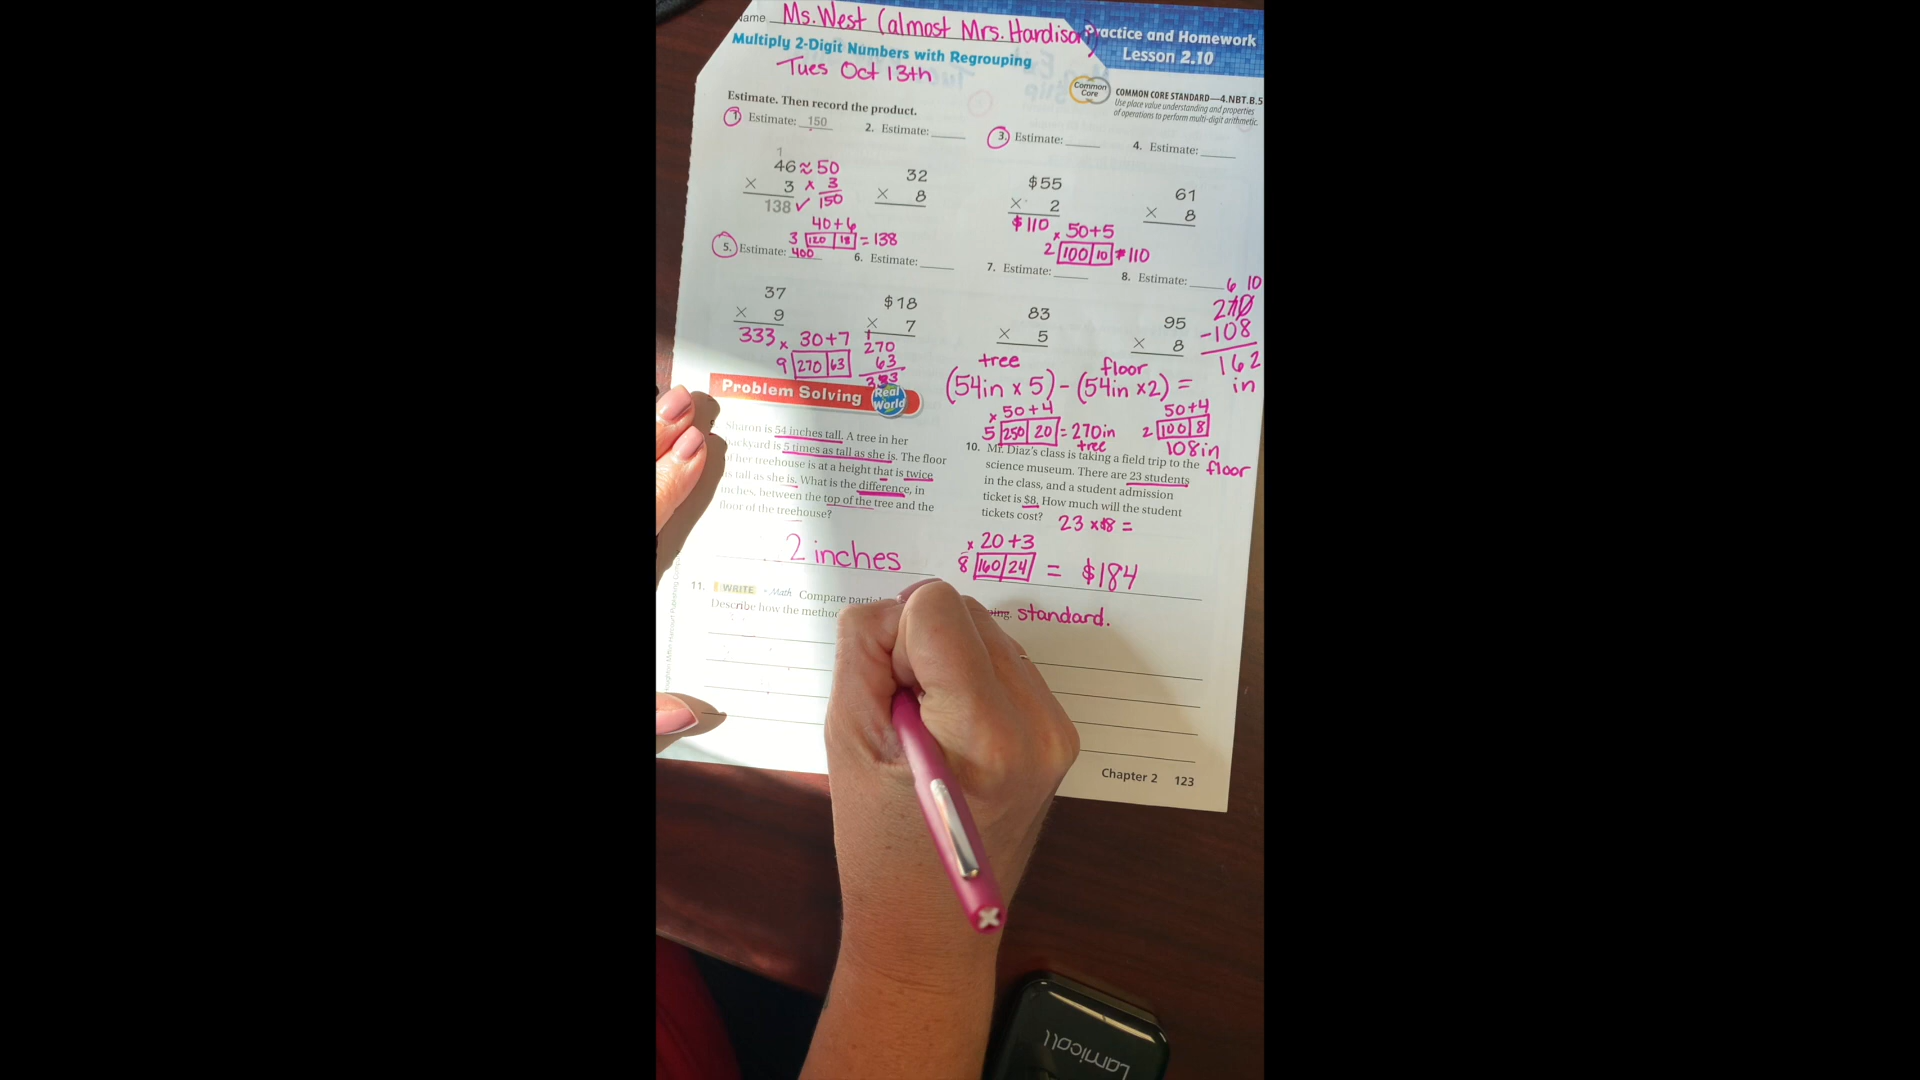 Name Ms. West (almost Mrs. Hardison)
Practice and Homework
Lesson 2.10
Multiply 2-Digit Numbers with Regrouping
Tues Oct 13th
Common Core
COMMON CORE STANDARD—4.NBT.B.5
Use place value understanding and properties
of operations to perform multi-digit arithmetic.
Estimate. Then record the product.
1. Estimate: 150
2. Estimate:
3. Estimate:
4. Estimate:
1
46 ≈ 50
× 3 × 3
138 ✓ 150
40 + 6
3 120 18 = 138
32
× 8
$55
× 2
$110
× 50 + 5
2 100 10 = 110
61
× 8
5. Estimate: 400
6. Estimate:
7. Estimate:
8. Estimate:
37
× 9
333
× 30 + 7
9 270 63
$18
× 7
1
270
63
333
83
× 5
95
× 8
6 10
270
-108
162
in
tree floor
(54in × 5) - (54in × 2) =
× 50 + 4
5 250 20 = 270in
tree
50 + 4
2 100 8
108in
floor
Problem Solving Real World
Sharon is 54 inches tall. A tree in her
backyard is 5 times as tall as she is. The floor
of her treehouse is at a height that is twice
as tall as she is. What is the difference, in
inches, between the top of the tree and the
floor of the treehouse?
2 inches
10. Mr. Diaz's class is taking a field trip to the
science museum. There are 23 students
in the class, and a student admission
ticket is $8. How much will the student
tickets cost? 23 × $8 =
× 20 + 3
8 160 24 = $184
11. WRITE Math Compare
Describe how the standard.
Chapter 2 123
Lamicall